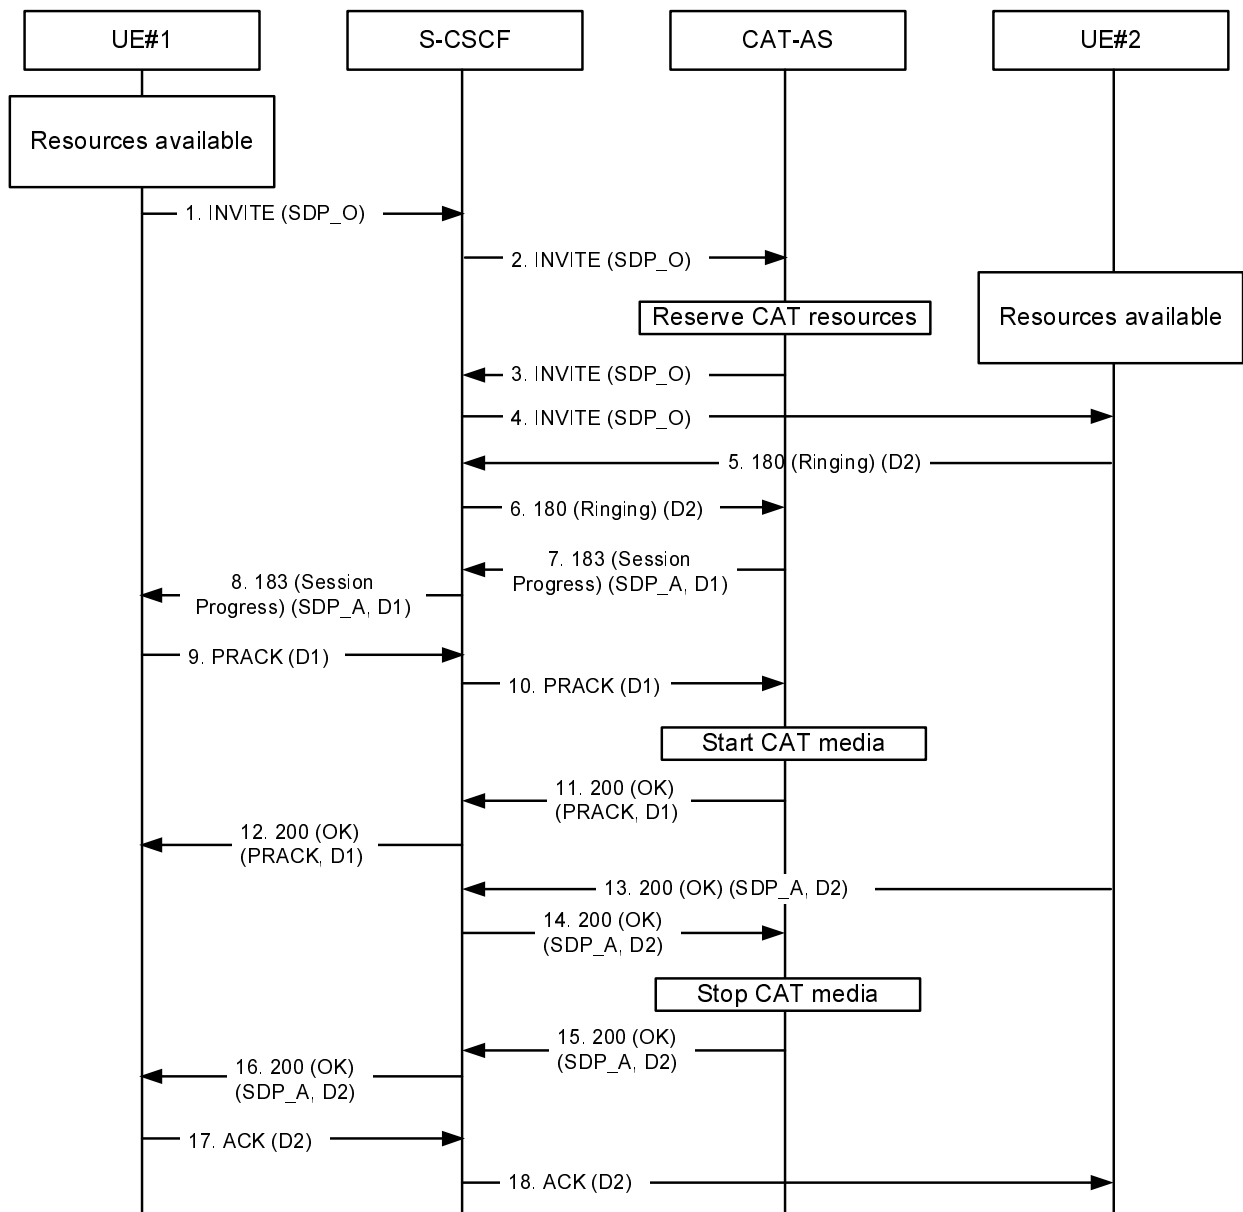 UE#1
S-CSCF
CAT-AS
UE#2
Resources available
1. INVITE (SDP_O)
2. INVITE (SDP_O)
Reserve CAT resources
Resources available
3. INVITE (SDP_O)
4. INVITE (SDP_O)
5. 180 (Ringing) (D2)
6. 180 (Ringing) (D2)
7. 183 (Session
Progress) (SDP_A, D1)
8. 183 (Session
Progress) (SDP_A, D1)
9. PRACK (D1)
10. PRACK (D1)
Start CAT media
11. 200 (OK)
(PRACK, D1)
12. 200 (OK)
(PRACK, D1)
13. 200 (OK) (SDP_A, D2)
14. 200 (OK)
(SDP_A, D2)
Stop CAT media
15. 200 (OK)
(SDP_A, D2)
16. 200 (OK)
(SDP_A, D2)
17. ACK (D2)
18. ACK (D2)